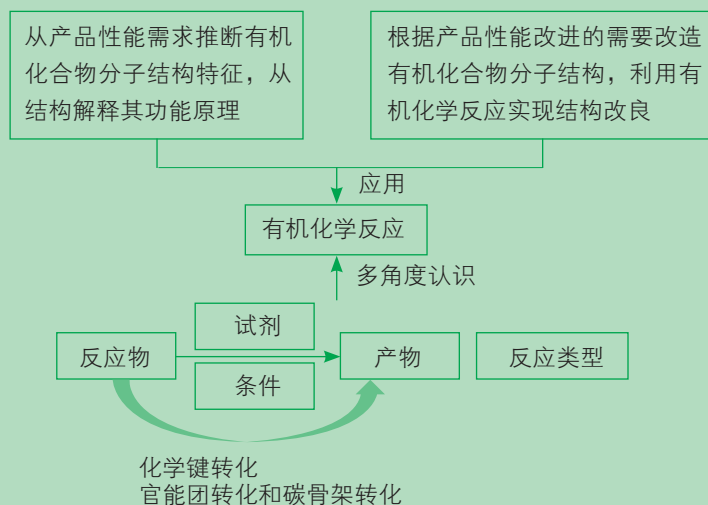 从产品性能需求推断有机
化合物分子结构特征，从
结构解释其功能原理
根据产品性能改进的需要改造
有机化合物分子结构，利用有
机化学反应实现结构改良
应用
有机化学反应
多角度认识
试剂
反应物
产物
反应类型
条件
化学键转化
官能团转化和碳骨架转化